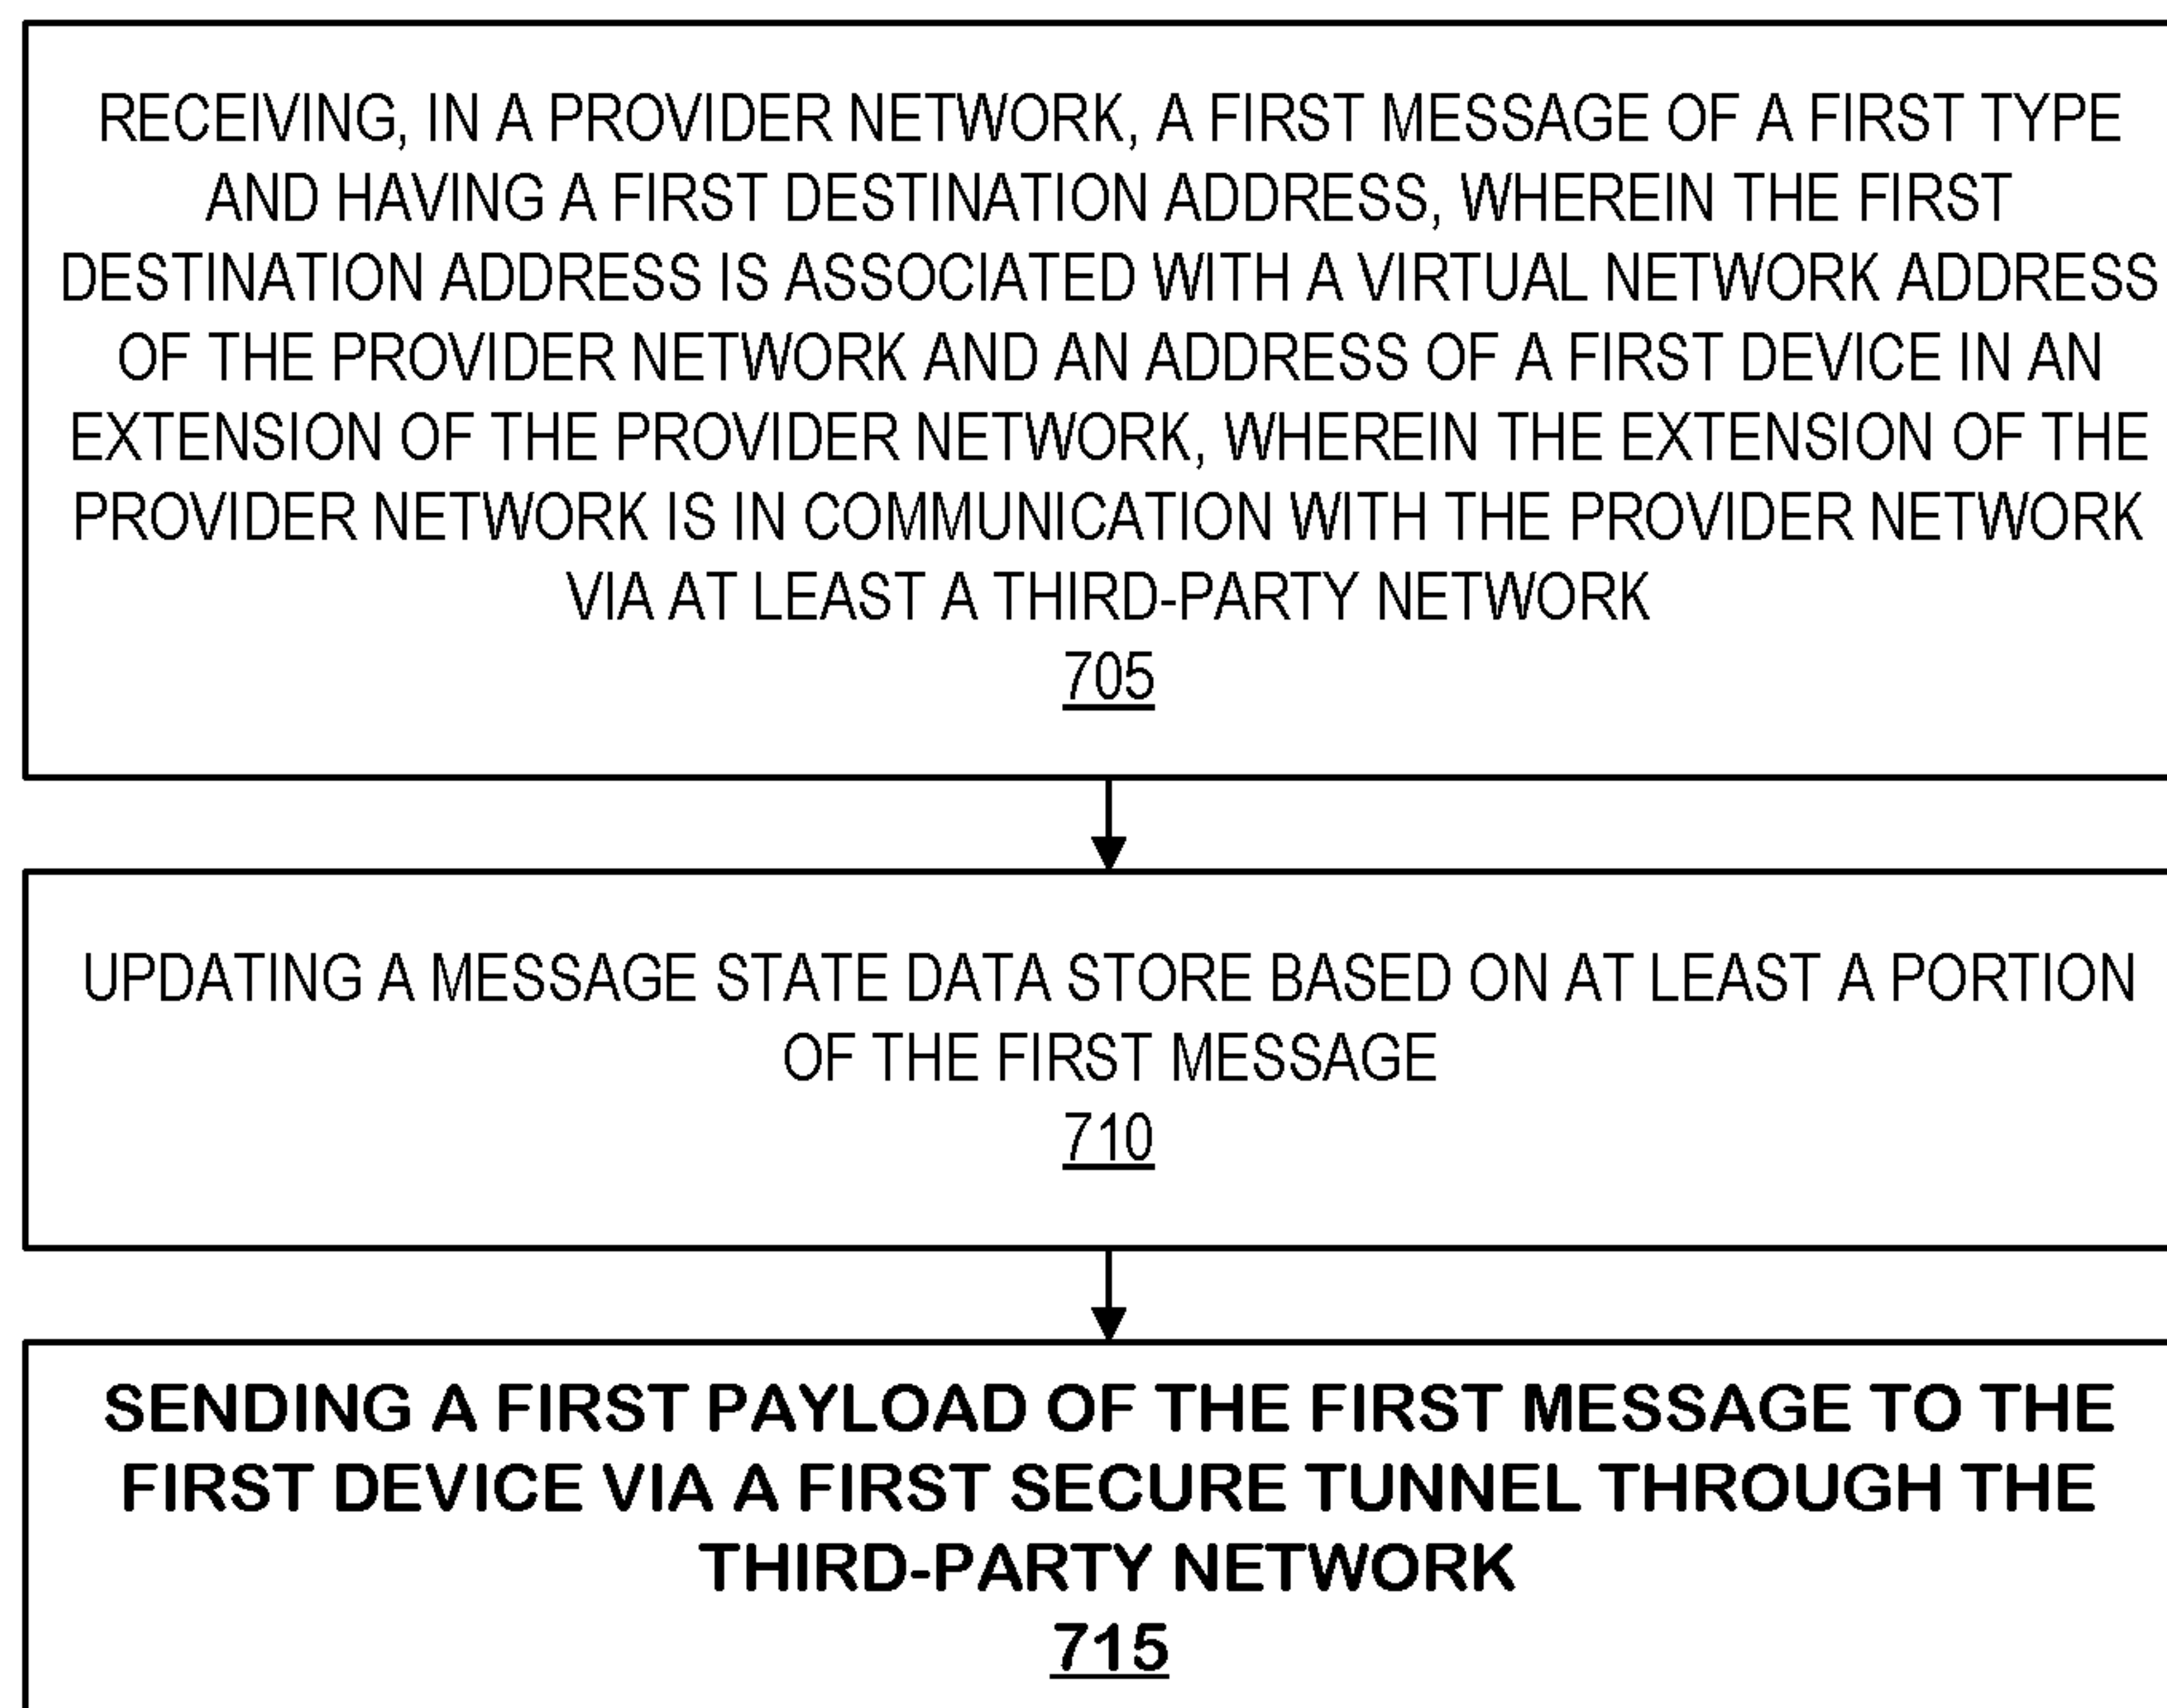 RECEIVING, IN A PROVIDER NETWORK, A FIRST MESSAGE OF A FIRST TYPE
AND HAVING A FIRST DESTINATION ADDRESS, WHEREIN THE FIRST
DESTINATION ADDRESS IS ASSOCIATED WITH A VIRTUAL NETWORK ADDRESS
OF THE PROVIDER NETWORK AND AN ADDRESS OF A FIRST DEVICE IN AN
EXTENSION OF THE PROVIDER NETWORK, WHEREIN THE EXTENSION OF THE
PROVIDER NETWORK IS IN COMMUNICATION WITH THE PROVIDER NETWORK
VIA AT LEAST A THIRD-PARTY NETWORK
705
UPDATING A MESSAGE STATE DATA STORE BASED ON AT LEAST A PORTION
OF THE FIRST MESSAGE
710
SENDING A FIRST PAYLOAD OF THE FIRST MESSAGE TO THE
FIRST DEVICE VIA A FIRST SECURE TUNNEL THROUGH THE
THIRD-PARTY NETWORK
715